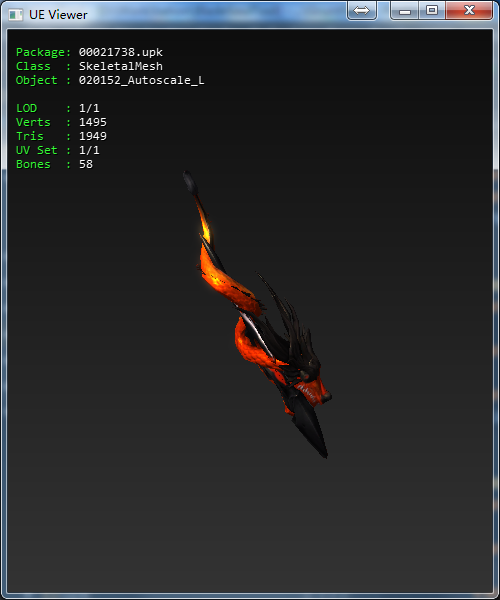 UE Viewer
Package: 00021738.upk
Class  : SkeletalMesh
Object : 020152_Autoscale_L
LOD    : 1/1
Verts  : 1495
Tris   : 1949
UV Set : 1/1
Bones  : 58